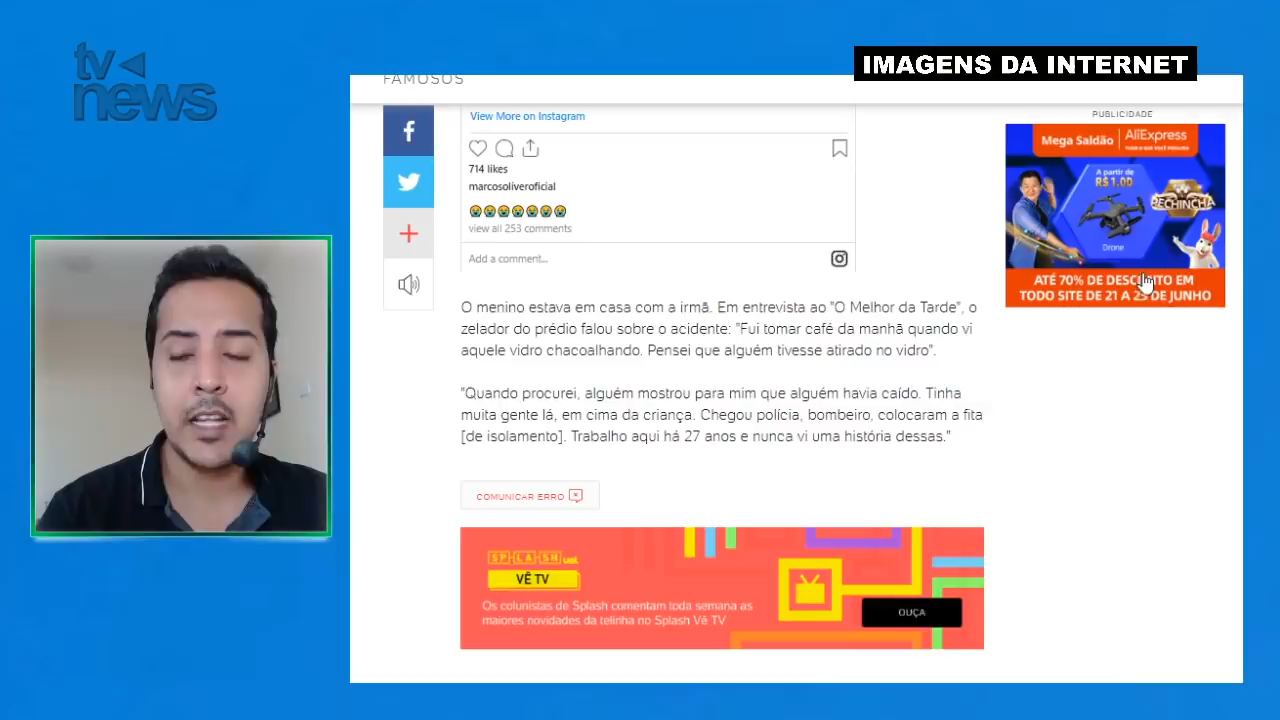 tv
news
IMAGENS DA INTERNET
FAMOSOS
View More on Instagram
714 likes
marcosoliveroficial
😭😭😭😭😭😭😭
view all 253 comments
Add a comment...
O menino estava em casa com a irmã. Em entrevista ao "O Melhor da Tarde", o
zelador do prédio falou sobre o acidente: "Fui tomar café da manhã quando vi
aquele vidro chacoalhando. Pensei que alguém tivesse atirado no vidro".
"Quando procurei, alguém mostrou para mim que alguém havia caído. Tinha
muita gente lá, em cima da criança. Chegou polícia, bombeiro, colocaram a fita
[de isolamento]. Trabalho aqui há 27 anos e nunca vi uma história dessas."
COMUNICAR ERRO
SPLASH
VÊ TV
Os colunistas de Splash comentam toda semana as
maiores novidades da telinha no Splash Vê TV
OUÇA
PUBLICIDADE
Mega Saldão AliExpress
A partir de
R$ 1,00
PECHINCHA
Drone
ATÉ 70% DE DESCONTO EM
TODO SITE DE 21 A 25 DE JUNHO